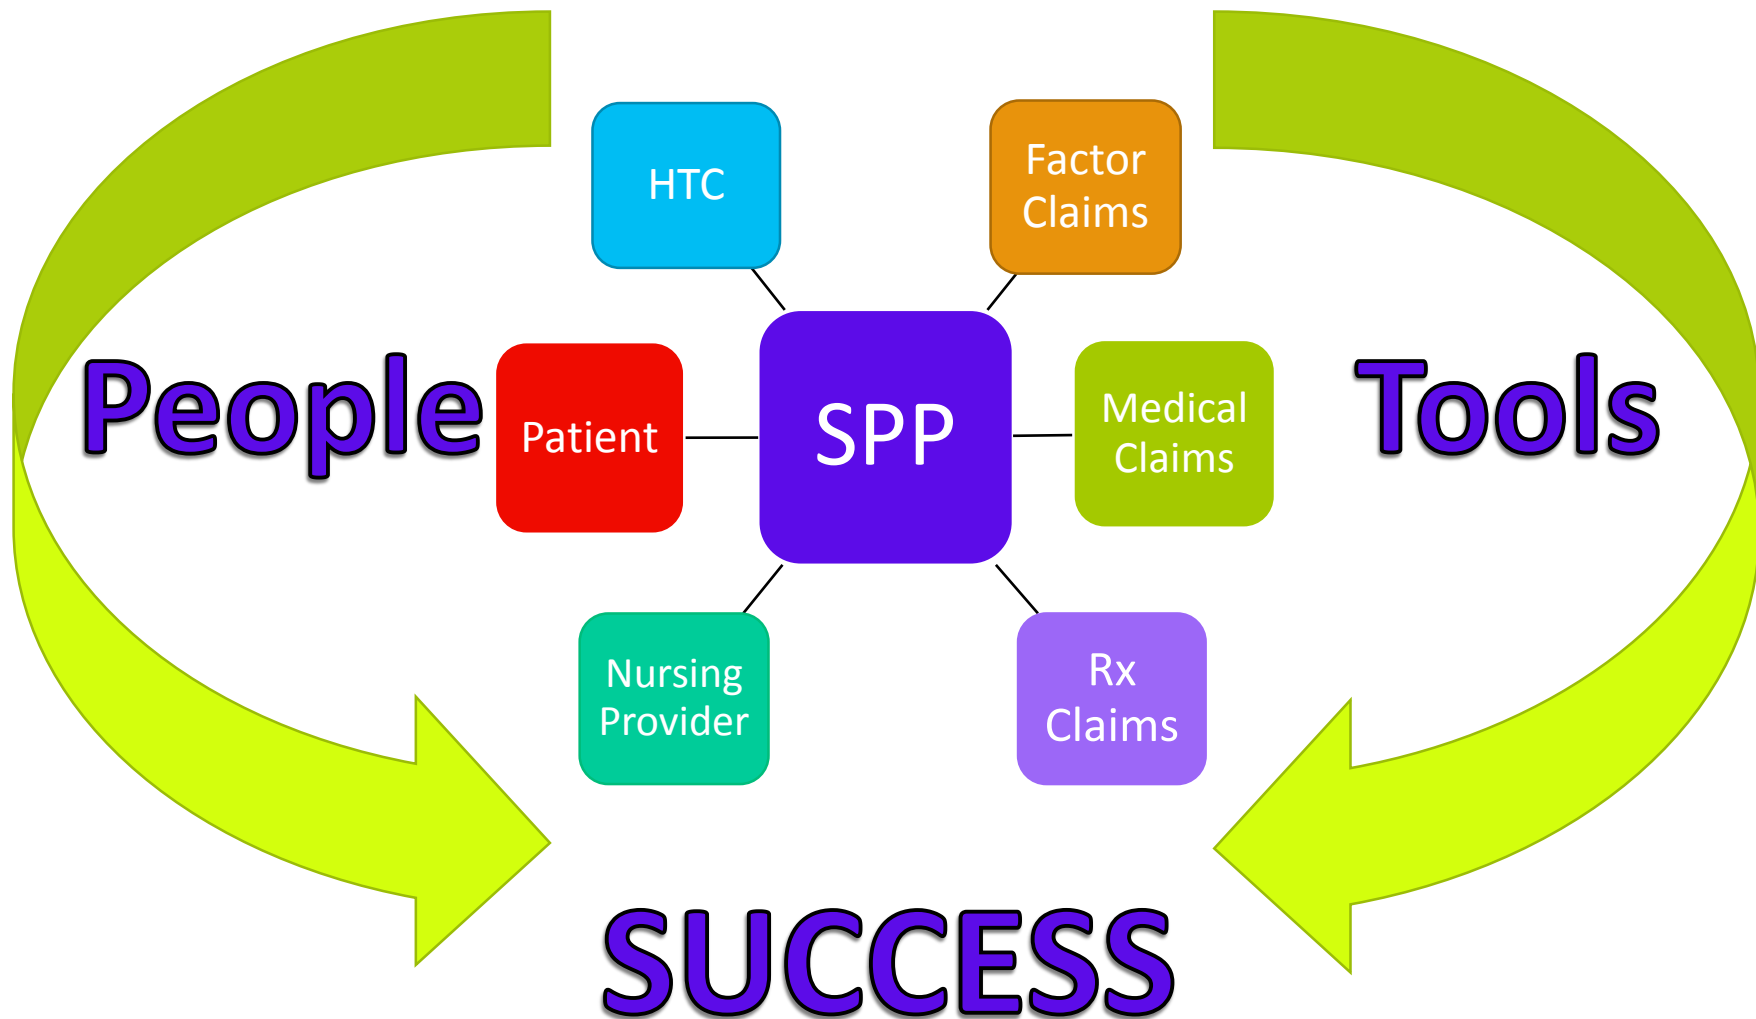 HTC
Factor
Claims
People
Patient
SPP
Medical
Claims
Tools
Nursing
Provider
Rx
Claims
SUCCESS